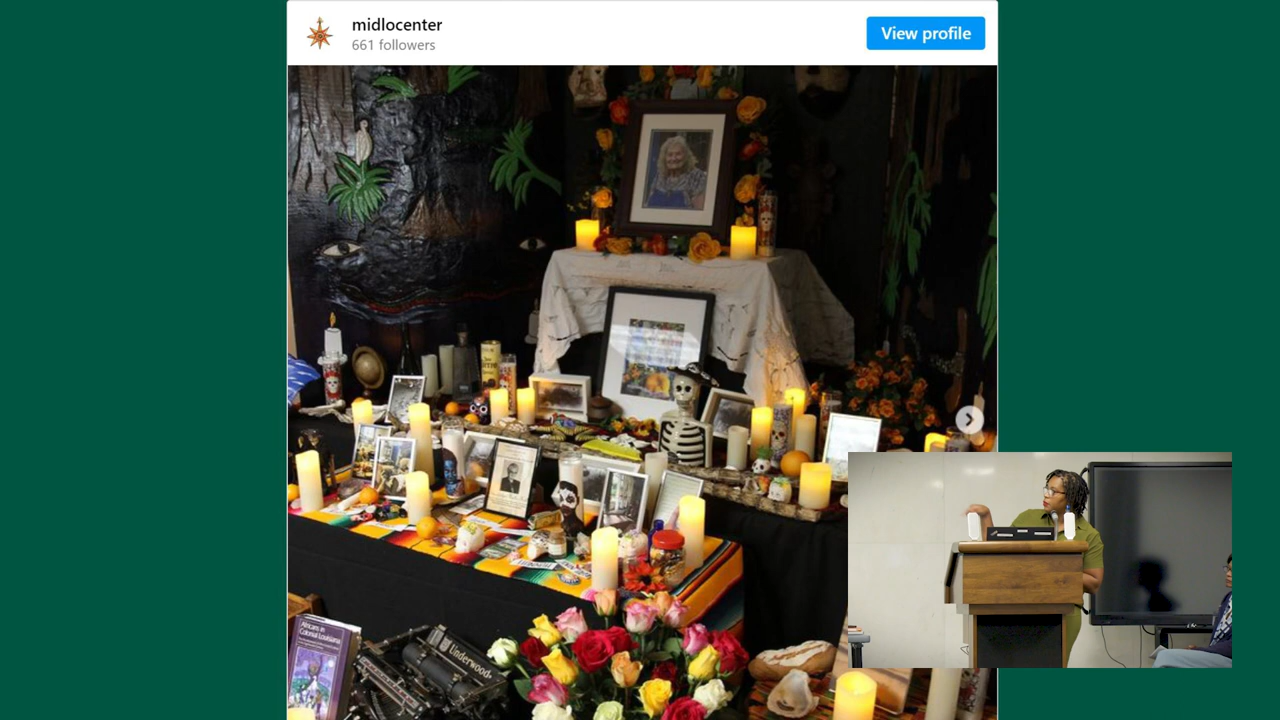 midlocenter
661 followers
View profile
Africans in
Colonial Louisiana
Underwood